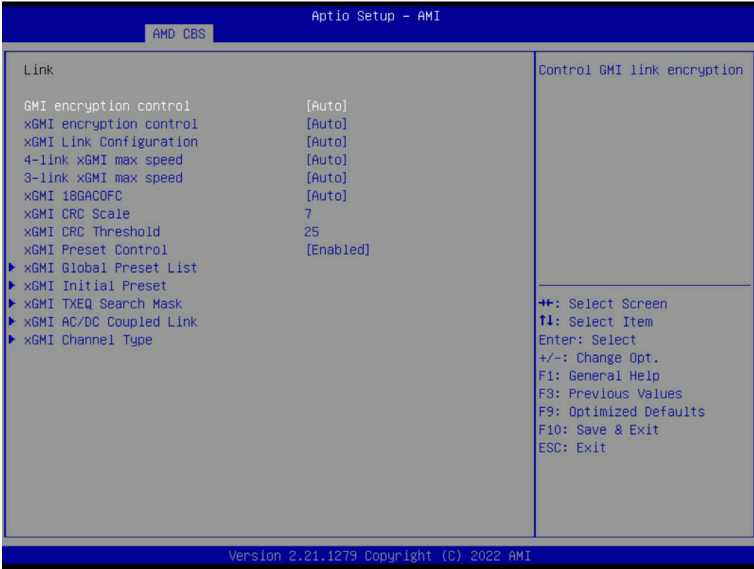 Aptio Setup - AMI
AMD CBS
Link
Control GMI link encryption
GMI encryption control [Auto]
xGMI encryption control [Auto]
xGMI Link Configuration [Auto]
4-link xGMI max speed [Auto]
3-link xGMI max speed [Auto]
xGMI 18GACOFC [Auto]
xGMI CRC Scale 7
xGMI CRC Threshold 25
xGMI Preset Control [Enabled]
xGMI Global Preset List
xGMI Initial Preset
xGMI TXEQ Search Mask
xGMI AC/DC Coupled Link
xGMI Channel Type
→←: Select Screen
↑↓: Select Item
Enter: Select
+/-: Change Opt.
F1: General Help
F3: Previous Values
F9: Optimized Defaults
F10: Save & Exit
ESC: Exit
Version 2.21.1279 Copyright (C) 2022 AMI